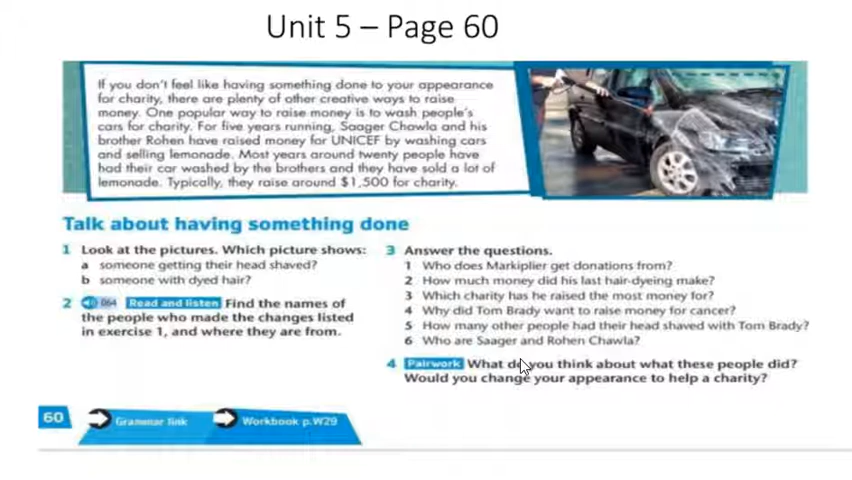 Unit 5 – Page 60
If you don't feel like having something done to your appearance
for charity, there are plenty of other creative ways to raise
money. One popular way to raise money is to wash people's
cars for charity. For five years running, Saager Chawla and his
brother Rohen have raised money for UNICEF by washing cars
and selling lemonade. Most years around twenty people have
had their car washed by the brothers and they have sold a lot of
lemonade. Typically, they raise around $1,500 for charity.
Talk about having something done
1 Look at the pictures. Which picture shows:
a someone getting their head shaved?
b someone with dyed hair?
2 064 Read and listen Find the names of
the people who made the changes listed
in exercise 1, and where they are from.
3 Answer the questions.
1 Who does Markiplier get donations from?
2 How much money did his last hair-dyeing make?
3 Which charity has he raised the most money for?
4 Why did Tom Brady want to raise money for cancer?
5 How many other people had their head shaved with Tom Brady?
6 Who are Saager and Rohen Chawla?
4 Pairwork What do you think about what these people did?
Would you change your appearance to help a charity?
60 Grammar link Workbook p.W29